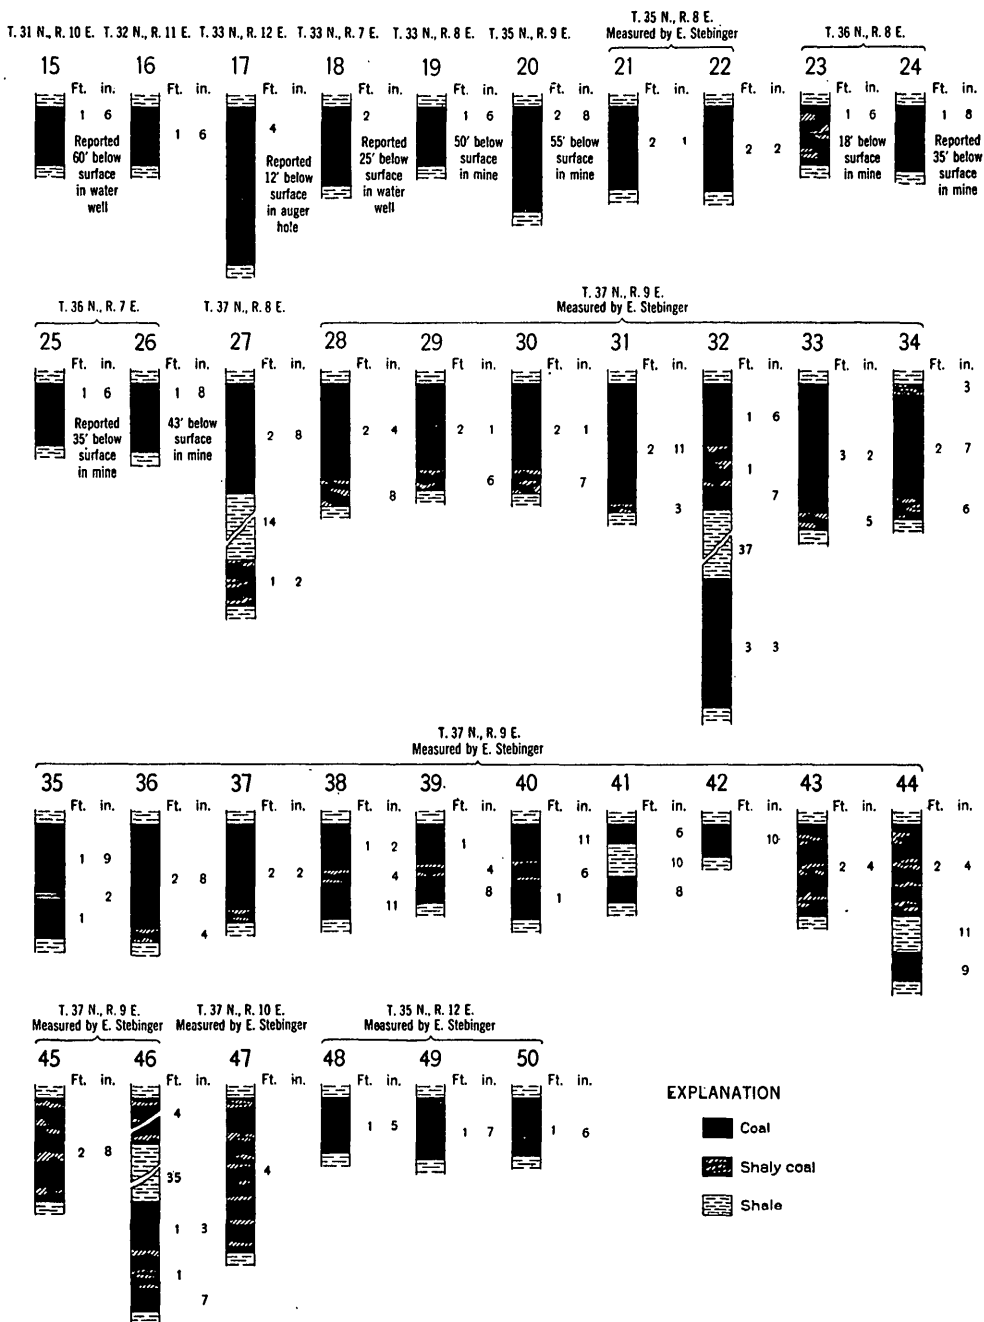 T. 31 N., R. 10 E. T. 32 N., R. 11 E. T. 33 N., R. 12 E. T. 33 N., R. 7 E. T. 33 N., R. 8 E. T. 35 N., R. 9 E.
T. 35 N., R. 8 E.
Measured by E. Stebinger
T. 36 N., R. 8 E.
15 16 17 18 19 20 21 22 23 24
Ft. in. Ft. in. Ft. in. Ft. in. Ft. in. Ft. in. Ft. in. Ft. in. Ft. in. Ft. in.
1 6
Reported
60' below
surface
in water
well
1 6
4
Reported
12' below
surface
in auger
hole
2
Reported
25' below
surface
in water
well
1 6
50' below
surface
in mine
2 8
55' below
surface
in mine
2 1
2 2
1 6
18' below
surface
in mine
1 8
Reported
35' below
surface
in mine
T. 36 N., R. 7 E.
T. 37 N., R. 8 E.
T. 37 N., R. 9 E.
Measured by E. Stebinger
25 26 27 28 29 30 31 32 33 34
Ft. in. Ft. in. Ft. in. Ft. in. Ft in. Ft. in. Ft. in. Ft. in. Ft. in. Ft. in.
1 6
Reported
35' below
surface
in mine
1 8
43' below
surface
in mine
2 8
14
1 2
2 4
8
2 1
6
2 1
7
2 11
3
1 6
1
7
37
3 3
3 2
5
3
2 7
6
T. 37 N., R. 9 E.
Measured by E. Stebinger
35 36 37 38 39 40 41 42 43 44
Ft. in. Ft. in. Ft. in. Ft. in. Ft. in. Ft. in. Ft. in. Ft. in. Ft. in. Ft. in.
1 9
2
1
2 8
4
2 2
1 2
4
11
1
4
8
11
6
1
6
10
8
10
2 4
2 4
11
9
T. 37 N., R. 9 E.
Measured by E. Stebinger
T. 37 N., R. 10 E.
Measured by E. Stebinger
T. 35 N., R. 12 E.
Measured by E. Stebinger
45 46 47 48 49 50
Ft. in. Ft. in. Ft. in. Ft. in. Ft. in. Ft. in.
2 8
4
35
1 3
1
7
4
1 5
1 7
1 6
EXPLANATION
Coal
Shaly coal
Shale